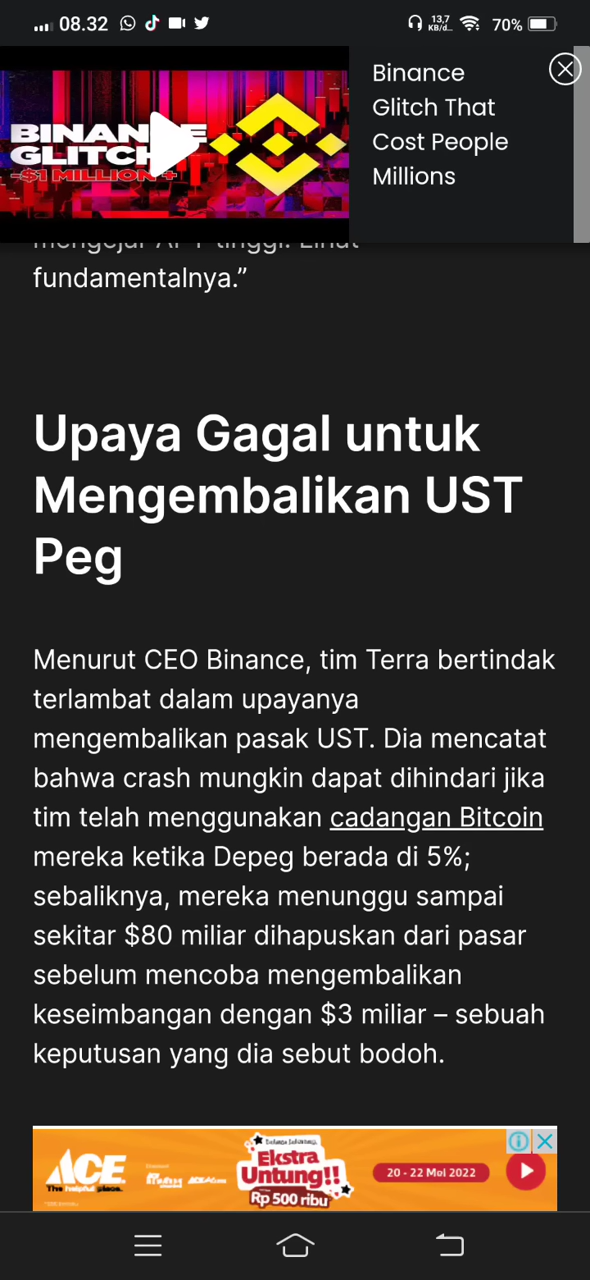 08.32
13,7
KB/d...
70%
BINANCE
GLITCH
-$1 MILLION +
Binance
Glitch That
Cost People
Millions
fundamentalnya.”
Upaya Gagal untuk
Mengembalikan UST
Peg
Menurut CEO Binance, tim Terra bertindak
terlambat dalam upayanya
mengembalikan pasak UST. Dia mencatat
bahwa crash mungkin dapat dihindari jika
tim telah menggunakan cadangan Bitcoin
mereka ketika Depeg berada di 5%;
sebaliknya, mereka menunggu sampai
sekitar $80 miliar dihapuskan dari pasar
sebelum mencoba mengembalikan
keseimbangan dengan $3 miliar – sebuah
keputusan yang dia sebut bodoh.
ACE
The helpful place.
Ekstra
Untung!!
Rp 500 ribu
20 - 22 Mei 2022